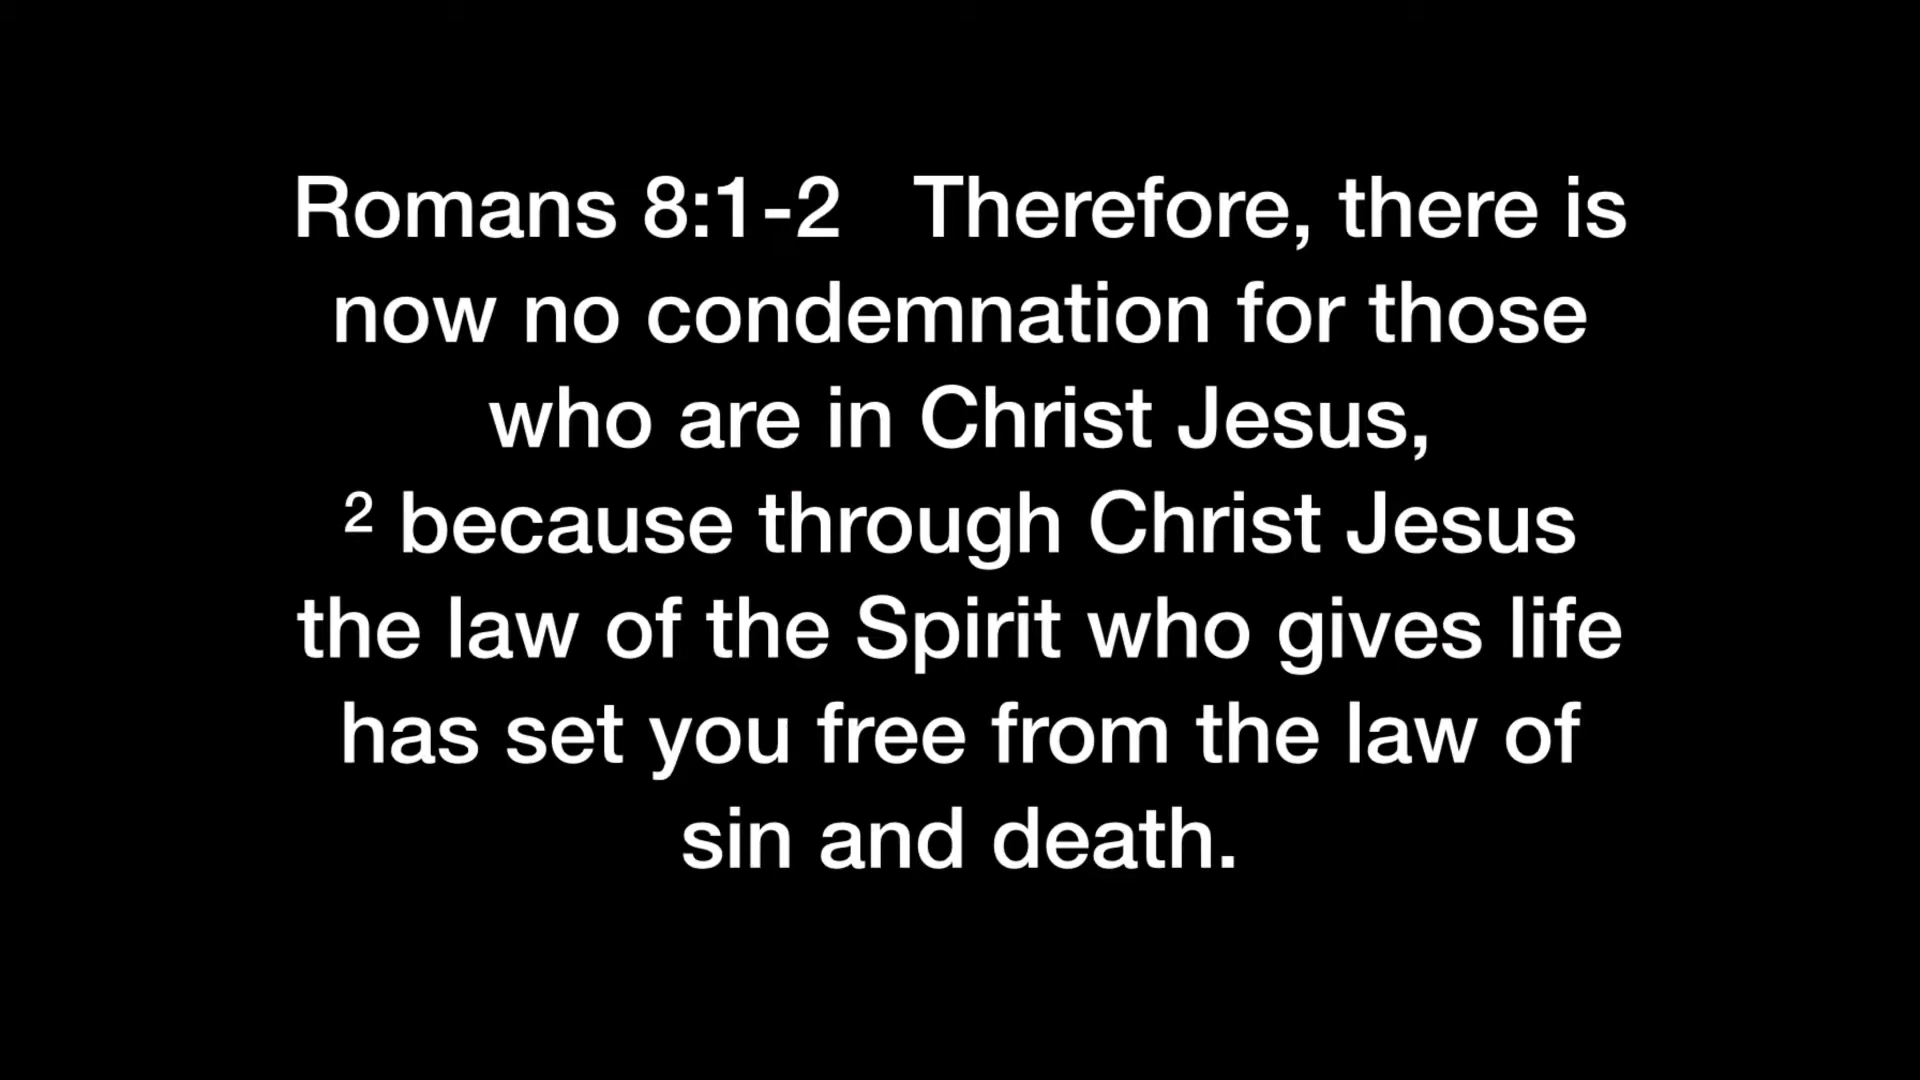 Romans 8:1-2   Therefore, there is
now no condemnation for those
who are in Christ Jesus,
² because through Christ Jesus
the law of the Spirit who gives life
has set you free from the law of
sin and death.